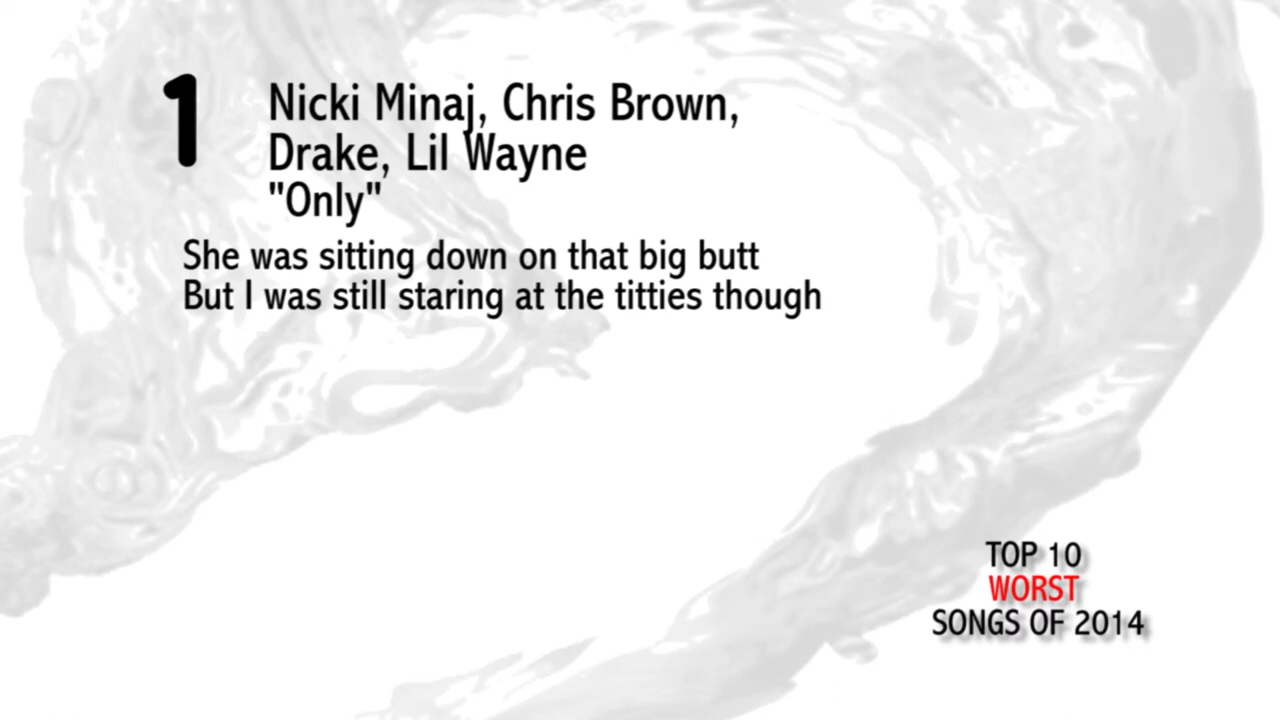 1
Nicki Minaj, Chris Brown,
Drake, Lil Wayne
"Only"
She was sitting down on that big butt
But I was still staring at the titties though
TOP 10
WORST
SONGS OF 2014